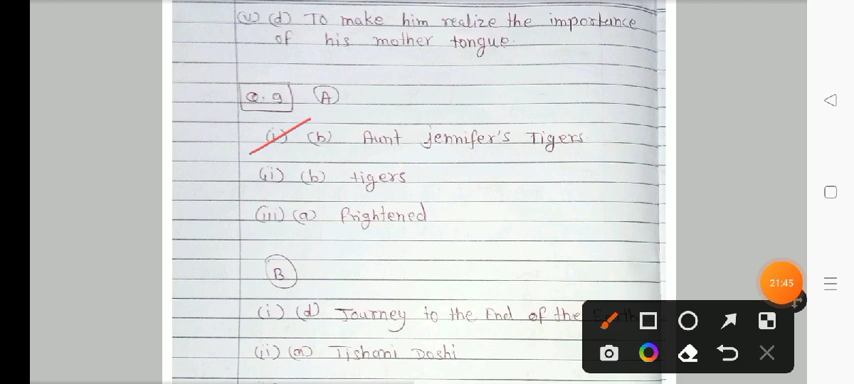 (v) (d) To make him realize the importance
of his mother tongue.
Q.9 (A)
(i) (b) Aunt Jennifer's Tigers
(ii) (b) tigers
(iii) (a) frightened
(B)
(i) (d) Journey to the End of the
(ii) (a) Tishani Doshi
21:45